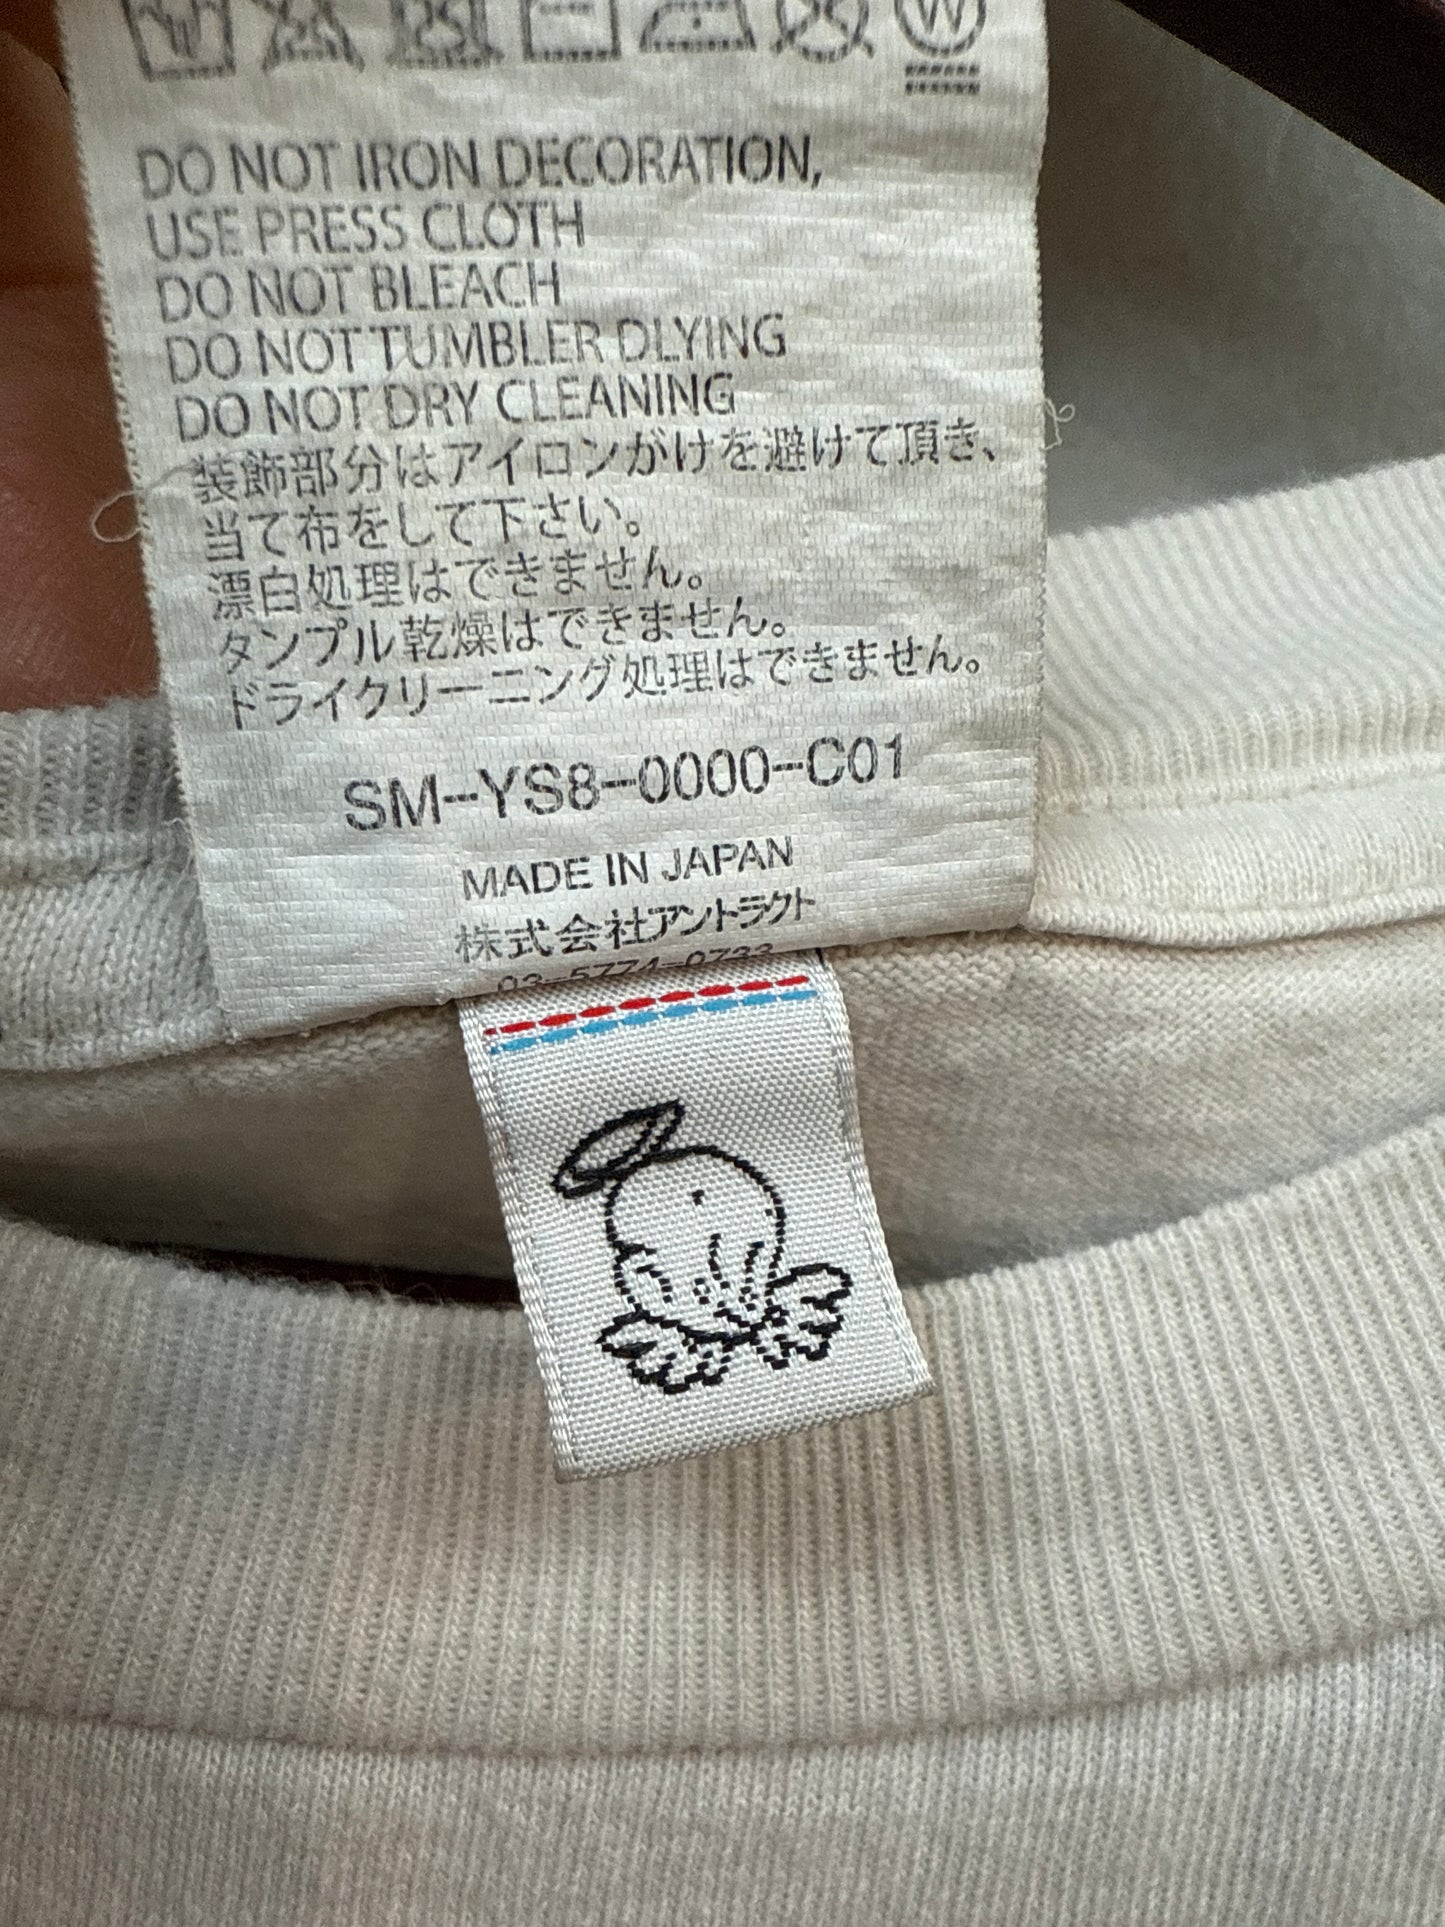 DO NOT IRON DECORATION,
USE PRESS CLOTH
DO NOT BLEACH
DO NOT TUMBLER DLYING
DO NOT DRY CLEANING
装飾部分はアイロンがけを避けて頂き、
当て布をして下さい。
漂白処理はできません。
タンブル乾燥はできません。
ドライクリーニング処理はできません。
SM-YS8-0000-C01
MADE IN JAPAN
株式会社アントラクト
03-5774-0733